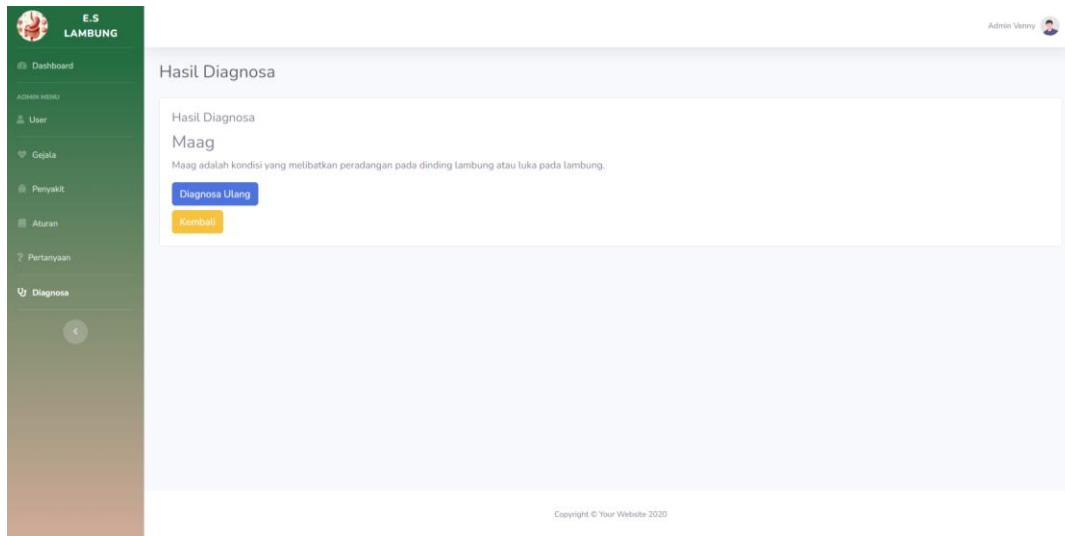 E.S
LAMBUNG
Admin Venny
Dashboard
ADMIN MENU
User
Gejala
Penyakit
Aturan
? Pertanyaan
Diagnosa
Hasil Diagnosa
Hasil Diagnosa
Maag
Maag adalah kondisi yang melibatkan peradangan pada dinding lambung atau luka pada lambung.
Diagnosa Ulang
Kembali
Copyright © Your Website 2020